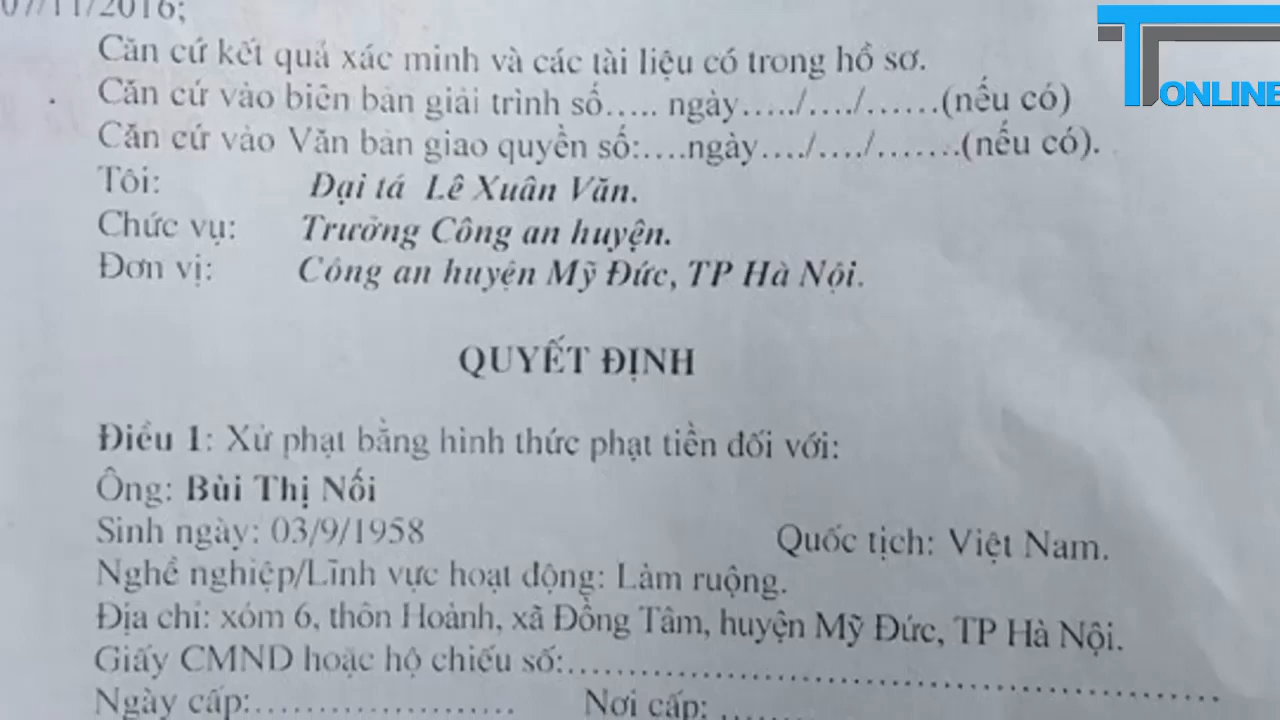 07/11/2016;
Căn cứ kết quả xác minh và các tài liệu có trong hồ sơ.
Căn cứ vào biên bản giải trình số..... ngày...../..../......(nếu có)
Căn cứ vào Văn bản giao quyền số:....ngày..../..../.......(nếu có).
Tôi: Đại tá Lê Xuân Văn.
Chức vụ: Trưởng Công an huyện.
Đơn vị: Công an huyện Mỹ Đức, TP Hà Nội.
QUYẾT ĐỊNH
Điều 1: Xử phạt bằng hình thức phạt tiền đối với:
Ông: Bùi Thị Nối
Sinh ngày: 03/9/1958 Quốc tịch: Việt Nam.
Nghề nghiệp/Lĩnh vực hoạt động: Làm ruộng.
Địa chỉ: xóm 6, thôn Hoành, xã Đồng Tâm, huyện Mỹ Đức, TP Hà Nội.
Giấy CMND hoặc hộ chiếu số:.......................................................
Ngày cấp:...................... Nơi cấp: ......
TT ONLINE